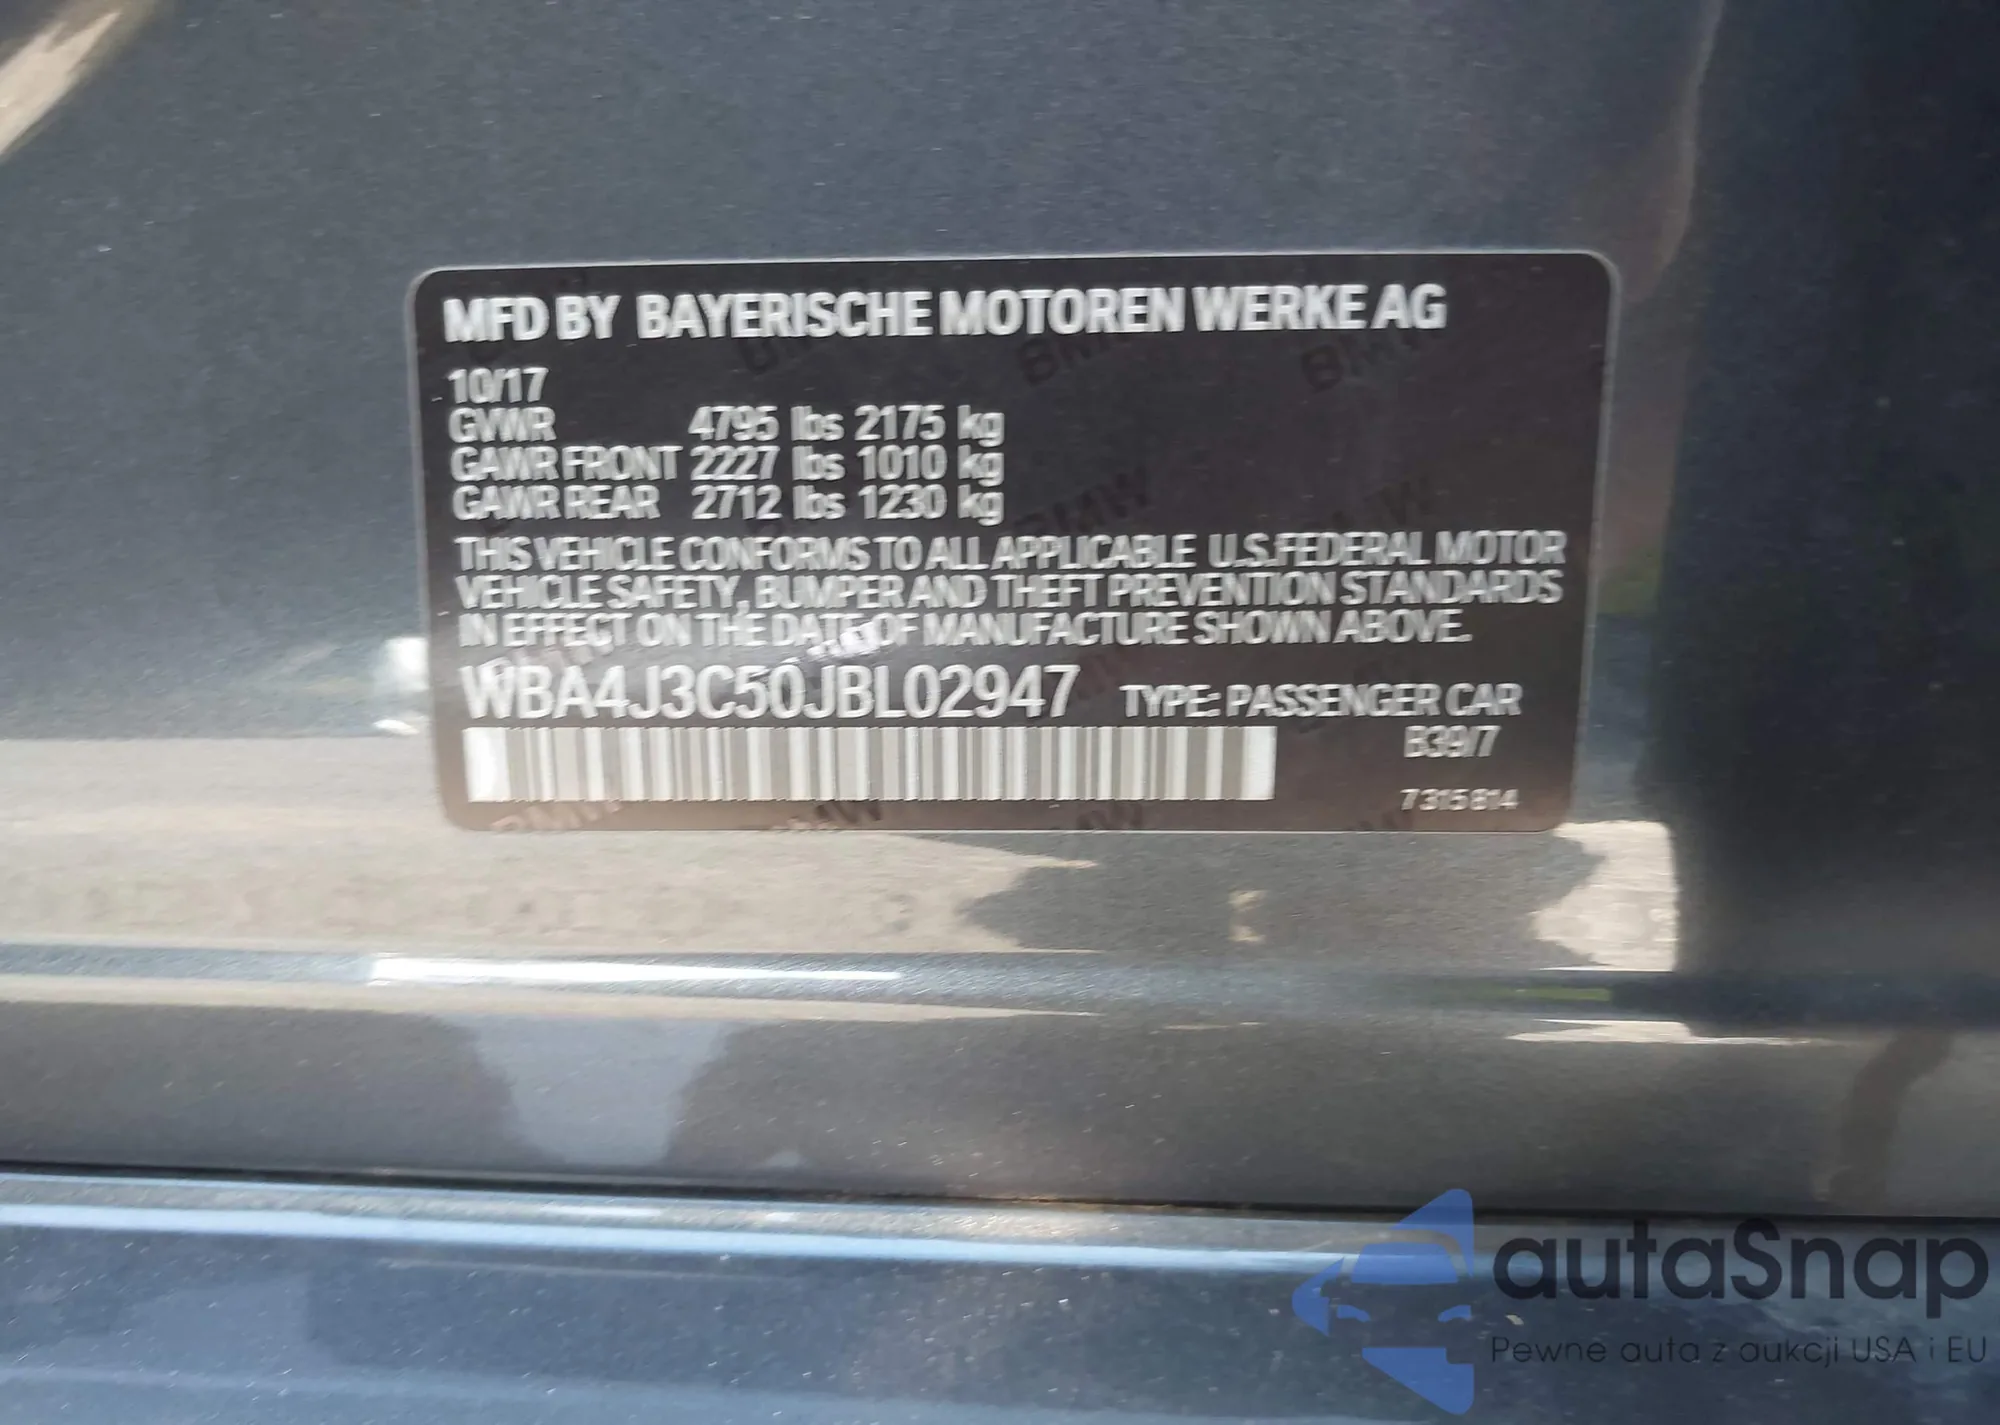 MFD BY BAYERISCHE MOTOREN WERKE AG
10/17
GVWR 4795 lbs 2175 kg
GAWR FRONT 2227 lbs 1010 kg
GAWR REAR 2712 lbs 1230 kg
THIS VEHICLE CONFORMS TO ALL APPLICABLE U.S.FEDERAL MOTOR
VEHICLE SAFETY, BUMPER AND THEFT PREVENTION STANDARDS
IN EFFECT ON THE DATE OF MANUFACTURE SHOWN ABOVE.
WBA4J3C50JBL02947 TYPE: PASSENGER CAR
B39/7
7315814
autaSnap
Pewne auta z aukcji USA i EU